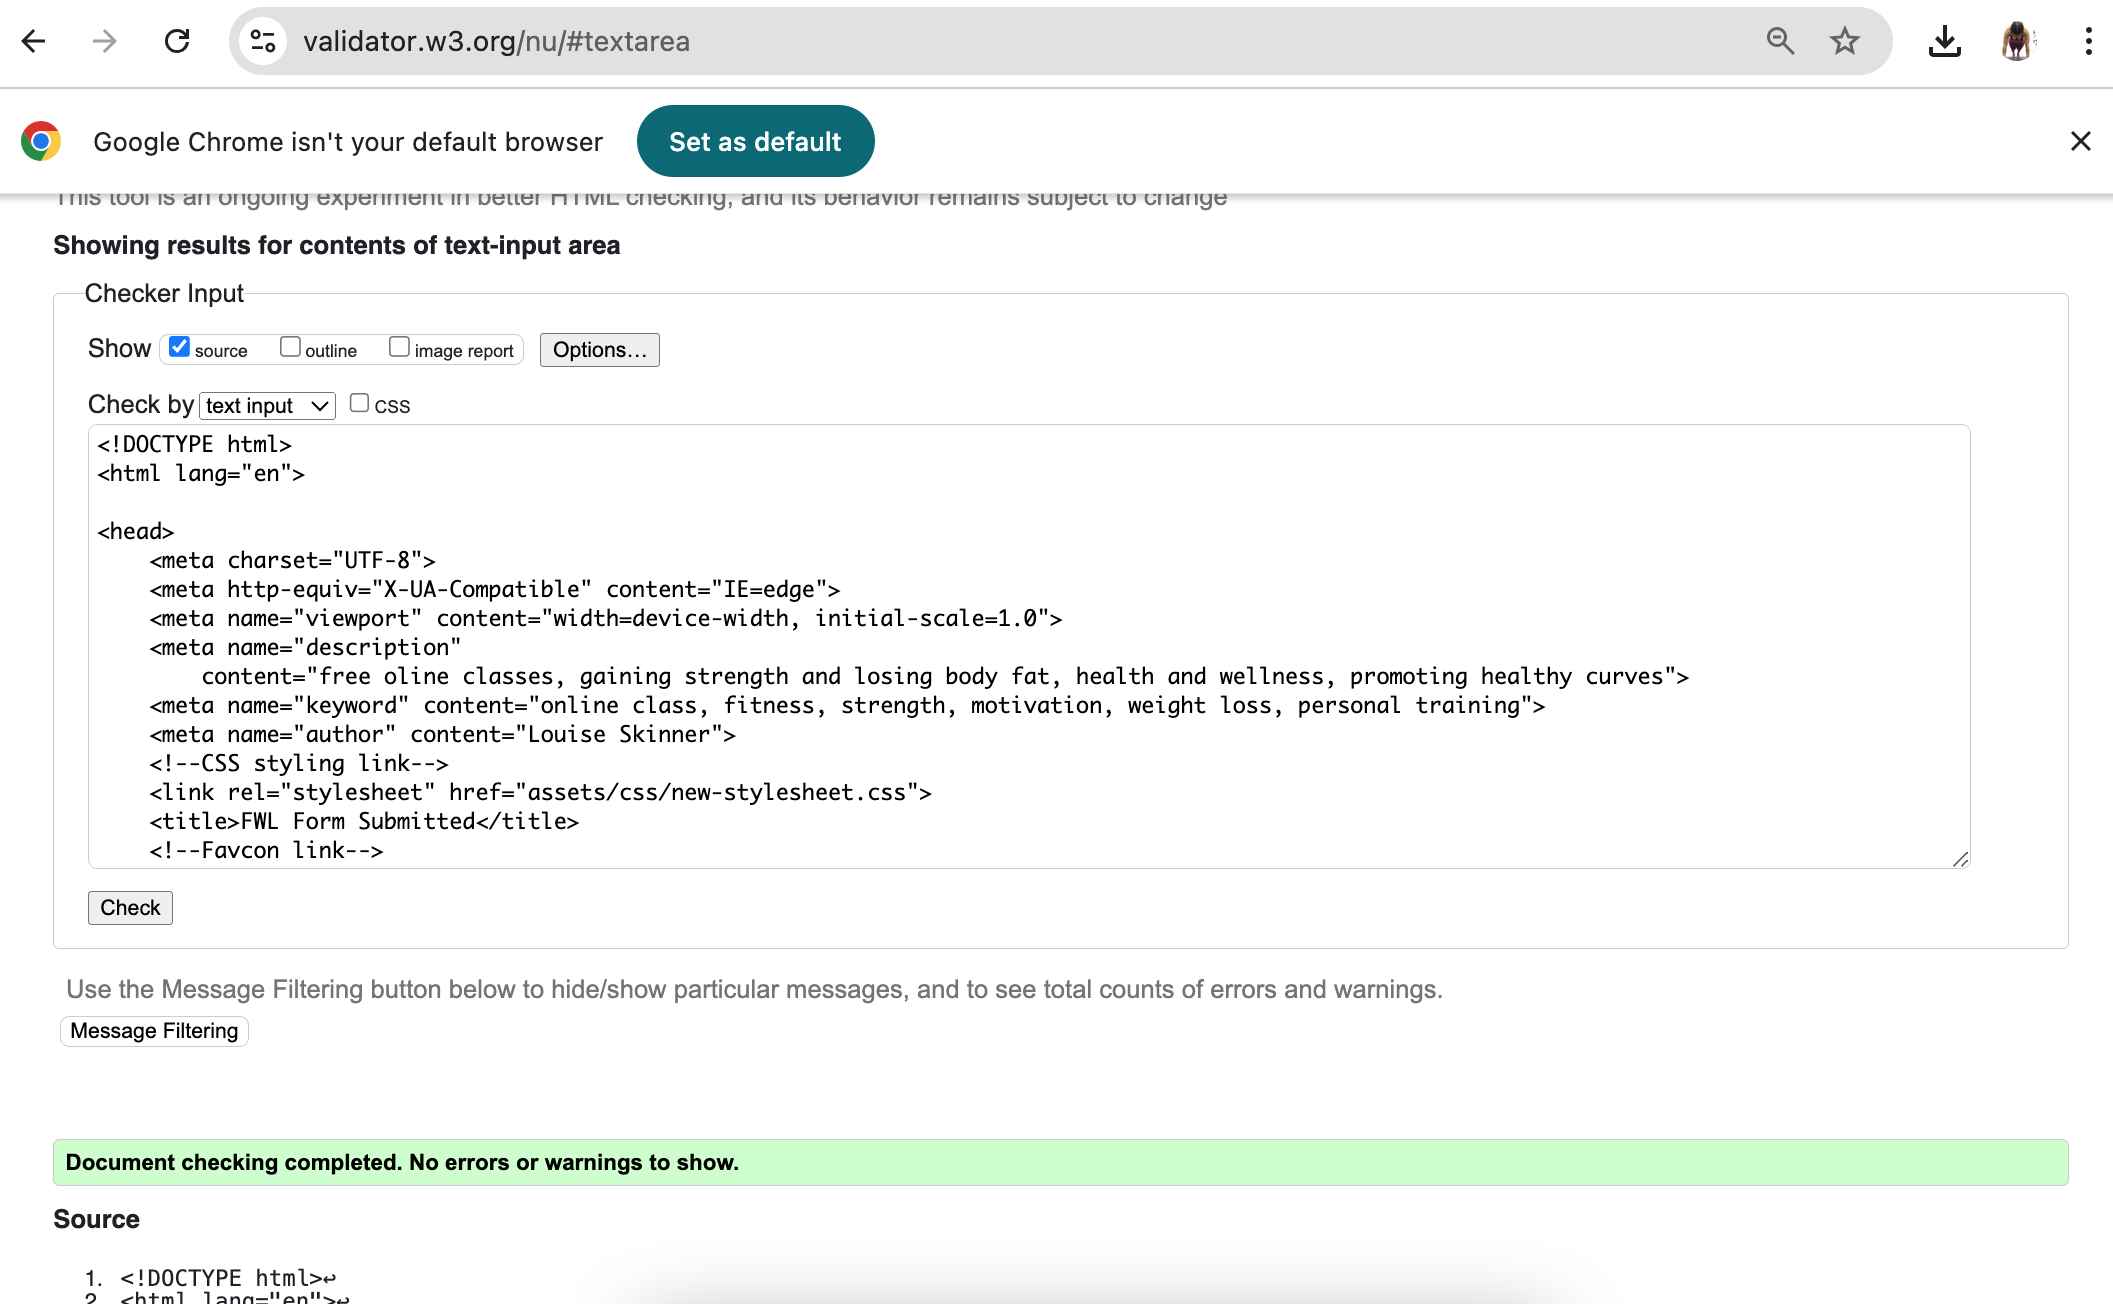 validator.w3.org/nu/#textarea
Google Chrome isn't your default browser Set as default
This tool is an ongoing experiment in better HTML checking, and its behavior remains subject to change
Showing results for contents of text-input area
Checker Input
Show source outline image report Options...
Check by text input CSS
<!DOCTYPE html>
<html lang="en">
<head>
<meta charset="UTF-8">
<meta http-equiv="X-UA-Compatible" content="IE=edge">
<meta name="viewport" content="width=device-width, initial-scale=1.0">
<meta name="description"
content="free oline classes, gaining strength and losing body fat, health and wellness, promoting healthy curves">
<meta name="keyword" content="online class, fitness, strength, motivation, weight loss, personal training">
<meta name="author" content="Louise Skinner">
<!--CSS styling link-->
<link rel="stylesheet" href="assets/css/new-stylesheet.css">
<title>FWL Form Submitted</title>
<!--Favcon link-->
Check
Use the Message Filtering button below to hide/show particular messages, and to see total counts of errors and warnings.
Message Filtering
Document checking completed. No errors or warnings to show.
Source
1. <!DOCTYPE html>↩
2. <html lang="en">↩